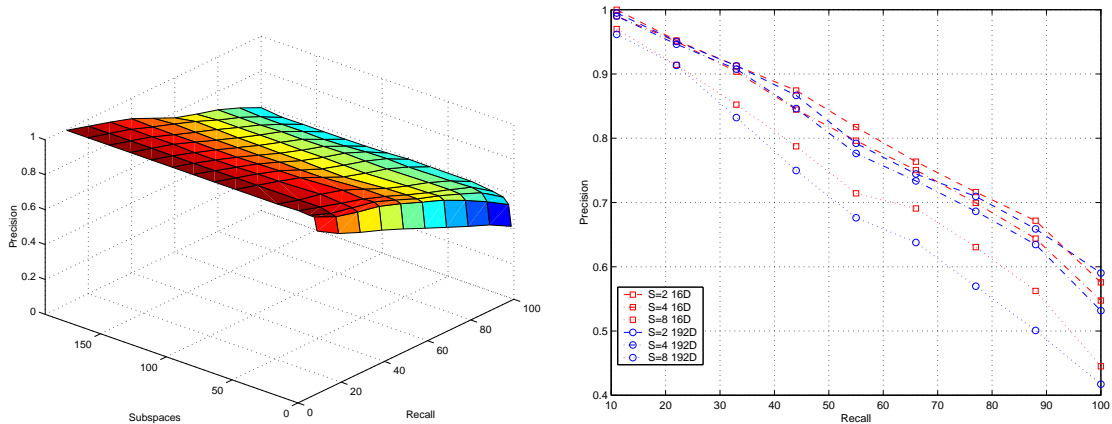 1
0.8
0.6
0.4
0.2
0
Precision
150
100
50
0
Subspaces
0
20
40
60
80
100
Recall
1
0.9
0.8
0.7
0.6
0.5
0.4
Precision
10 20 30 40 50 60 70 80 90 100
Recall
S=2 16D
S=4 16D
S=8 16D
S=2 192D
S=4 192D
S=8 192D